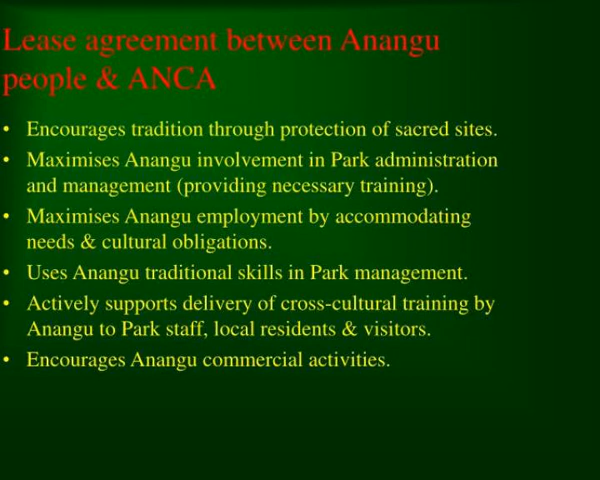 Lease agreement between Anangu
people & ANCA
• Encourages tradition through protection of sacred sites.
• Maximises Anangu involvement in Park administration
and management (providing necessary training).
• Maximises Anangu employment by accommodating
needs & cultural obligations.
• Uses Anangu traditional skills in Park management.
• Actively supports delivery of cross-cultural training by
Anangu to Park staff, local residents & visitors.
• Encourages Anangu commercial activities.